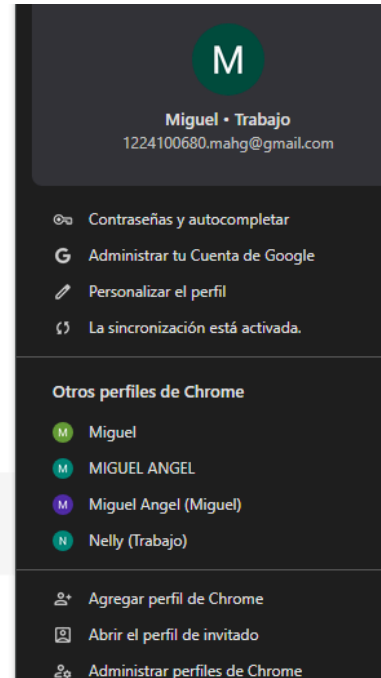 M
Miguel • Trabajo
1224100680.mahg@gmail.com
Contraseñas y autocompletar
G Administrar tu Cuenta de Google
Personalizar el perfil
La sincronización está activada.
Otros perfiles de Chrome
M Miguel
M MIGUEL ANGEL
M Miguel Angel (Miguel)
N Nelly (Trabajo)
Agregar perfil de Chrome
Abrir el perfil de invitado
Administrar perfiles de Chrome